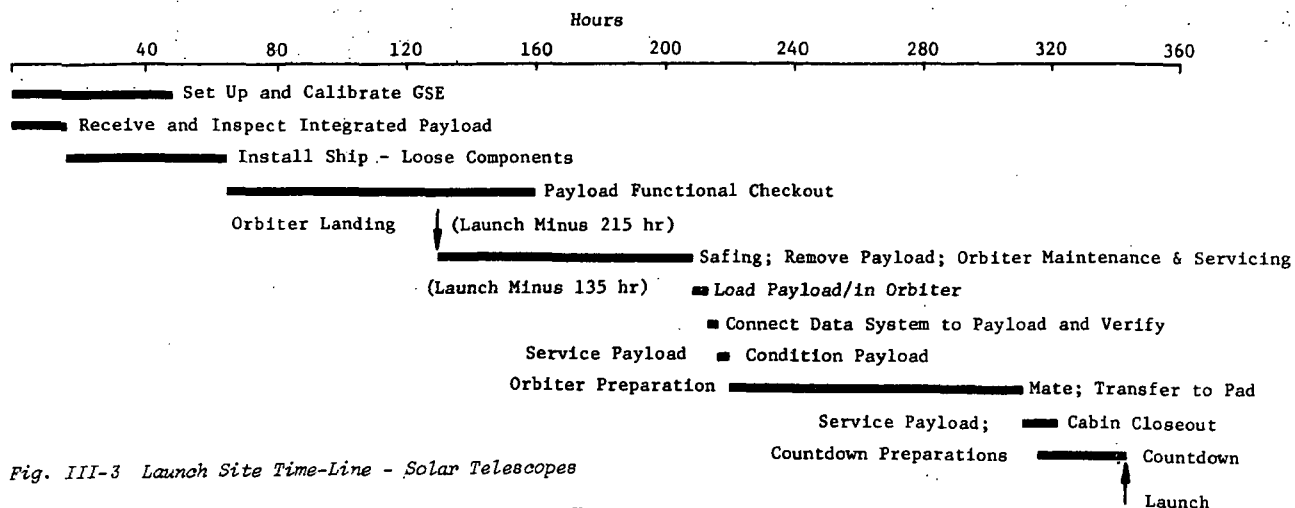 Hours
40 80 120 160 200 240 280 320 360
Set Up and Calibrate GSE
Receive and Inspect Integrated Payload
Install Ship - Loose Components
Payload Functional Checkout
Orbiter Landing (Launch Minus 215 hr)
Safing; Remove Payload; Orbiter Maintenance & Servicing
(Launch Minus 135 hr) Load Payload/in Orbiter
Connect Data System to Payload and Verify
Service Payload Condition Payload
Orbiter Preparation Mate; Transfer to Pad
Service Payload; Cabin Closeout
Countdown Preparations Countdown
Fig. III-3 Launch Site Time-Line - Solar Telescopes
Launch